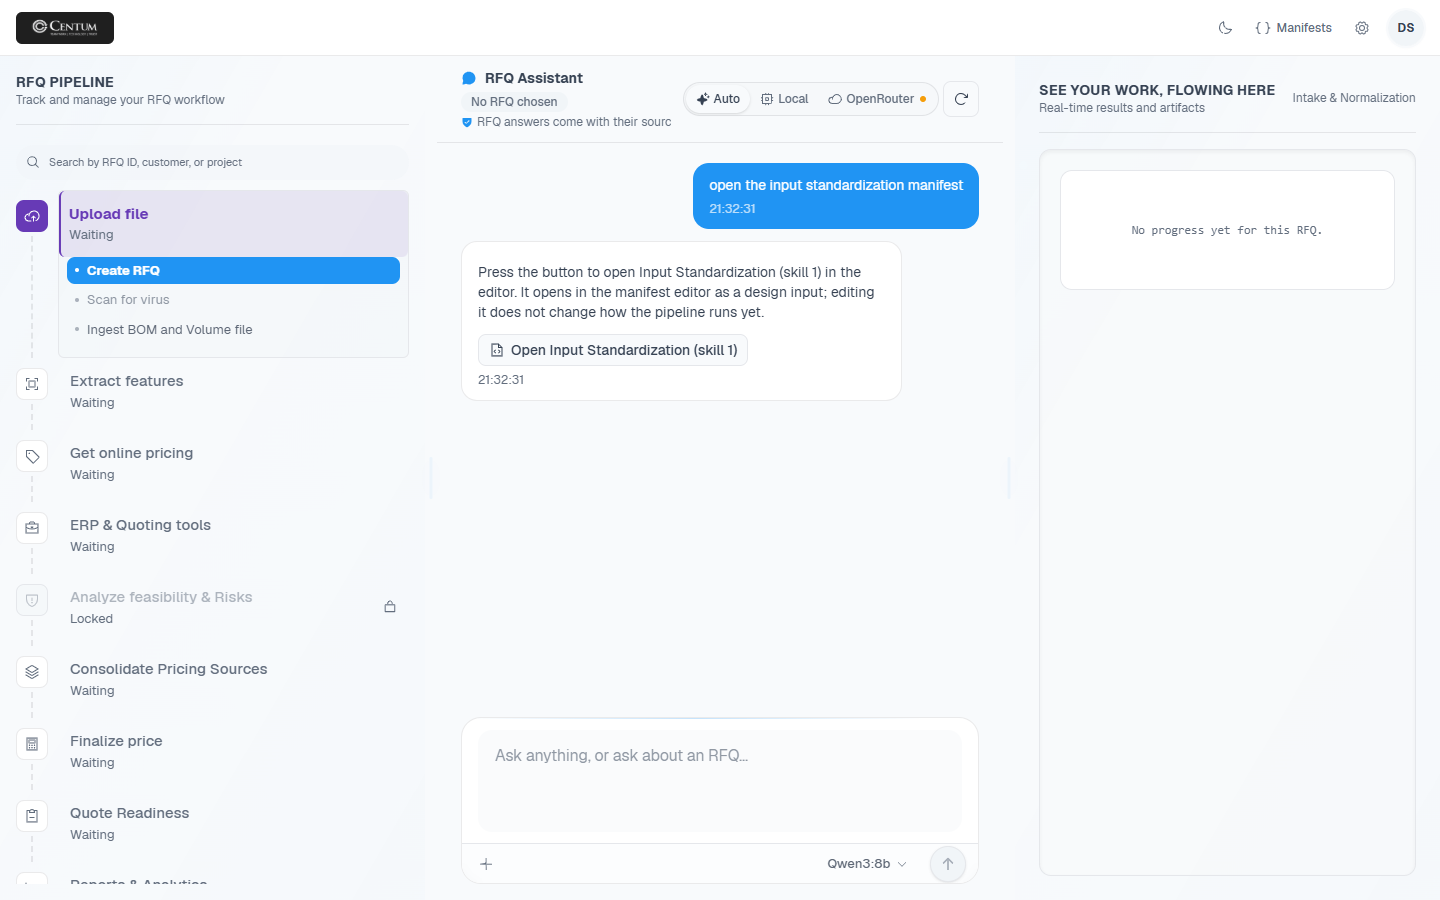 CENTUM
Manifests
DS
RFQ PIPELINE
Track and manage your RFQ workflow
Search by RFQ ID, customer, or project
Upload file
Waiting
Create RFQ
Scan for virus
Ingest BOM and Volume file
Extract features
Waiting
Get online pricing
Waiting
ERP & Quoting tools
Waiting
Analyze feasibility & Risks
Locked
Consolidate Pricing Sources
Waiting
Finalize price
Waiting
Quote Readiness
Waiting
Reports & Analytics
RFQ Assistant
No RFQ chosen
RFQ answers come with their sourc
Auto
Local
OpenRouter
open the input standardization manifest
21:32:31
Press the button to open Input Standardization (skill 1) in the
editor. It opens in the manifest editor as a design input; editing
it does not change how the pipeline runs yet.
Open Input Standardization (skill 1)
21:32:31
Ask anything, or ask about an RFQ...
Qwen3:8b
SEE YOUR WORK, FLOWING HERE
Real-time results and artifacts
Intake & Normalization
No progress yet for this RFQ.